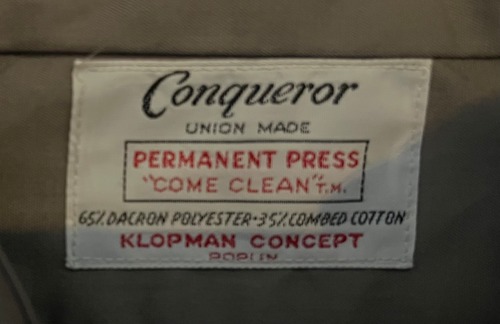 Conqueror
UNION MADE
PERMANENT PRESS
"COME CLEAN" T.M.
65% DACRON POLYESTER • 35% COMBED COTTON
KLOPMAN CONCEPT
POPLIN